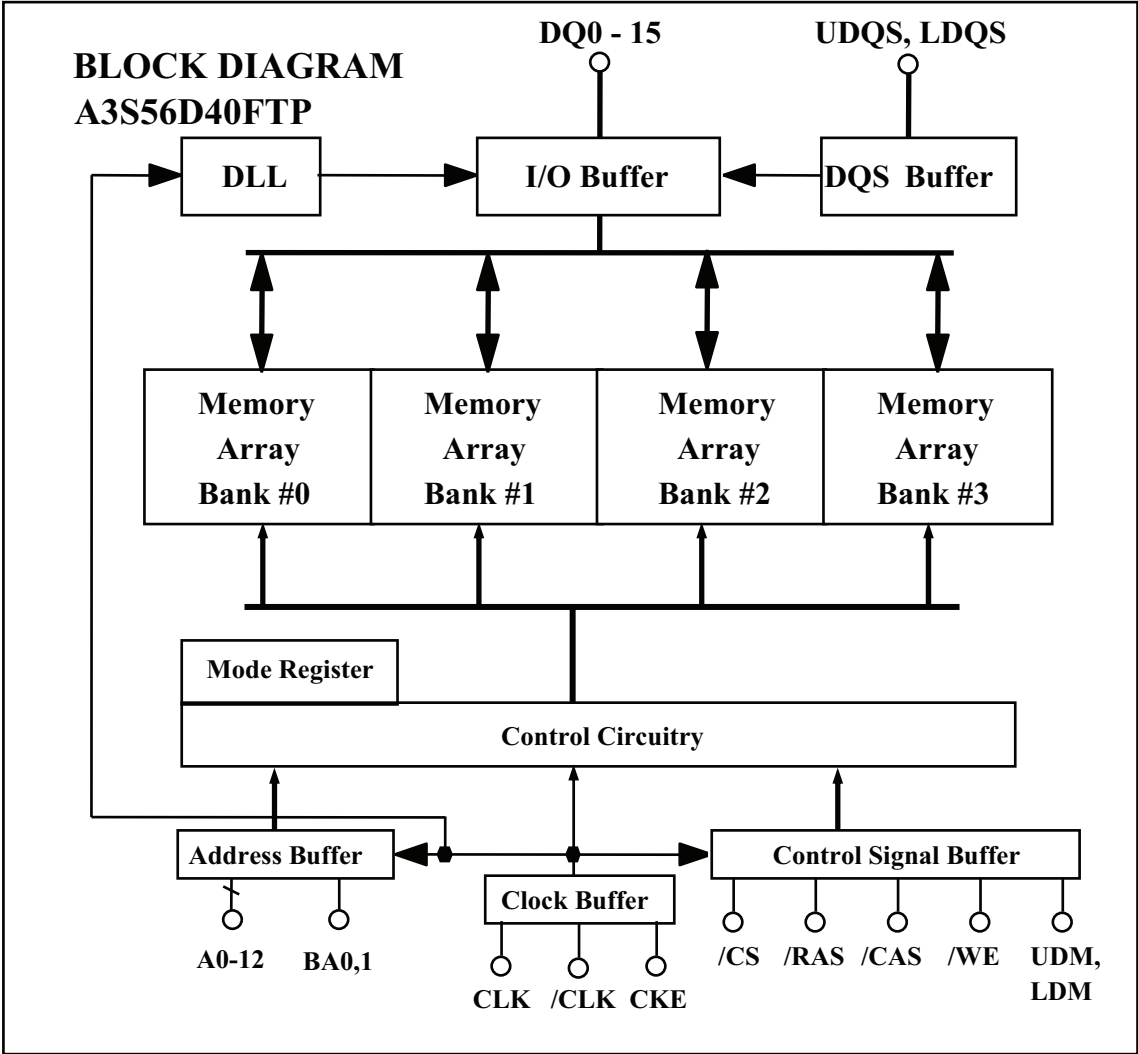 DQ0 - 15
UDQS, LDQS
BLOCK DIAGRAM
A3S56D40FTP
DLL
I/O Buffer
DQS Buffer
Memory
Array
Bank #0
Memory
Array
Bank #1
Memory
Array
Bank #2
Memory
Array
Bank #3
Mode Register
Control Circuitry
Address Buffer
Control Signal Buffer
Clock Buffer
A0-12
BA0,1
CLK
/CLK
CKE
/CS
/RAS
/CAS
/WE
UDM,
LDM